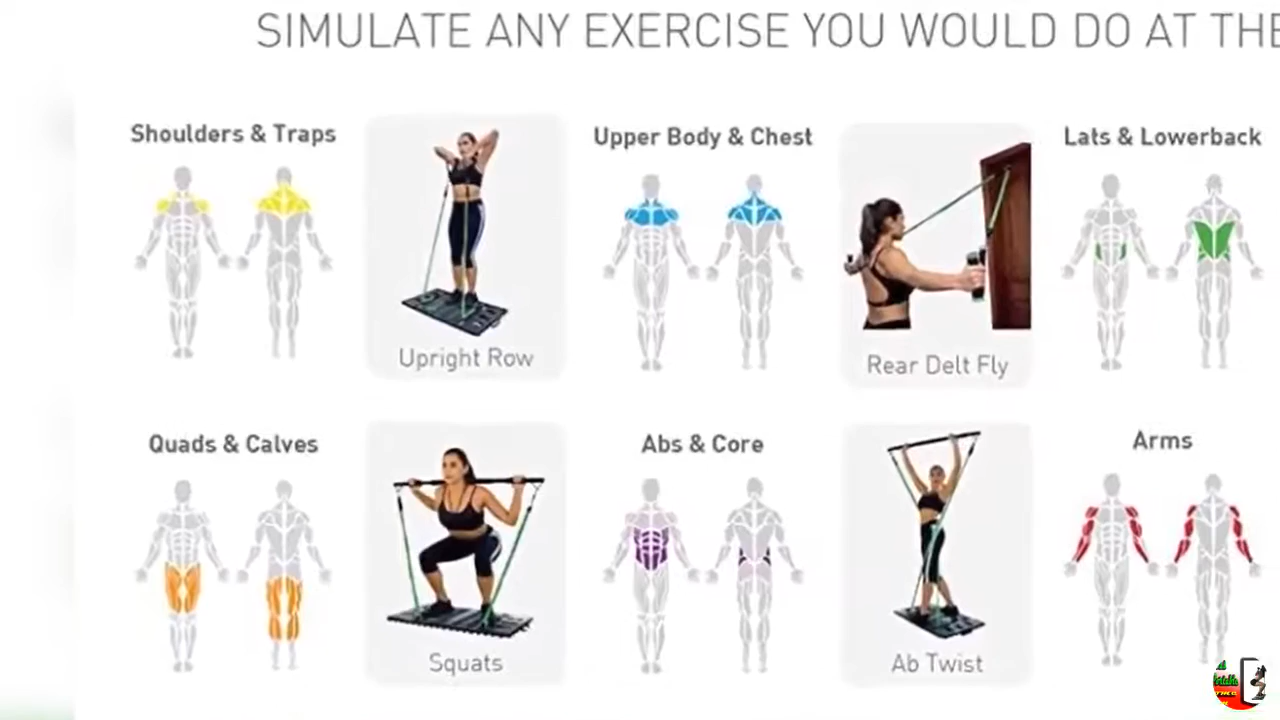 SIMULATE ANY EXERCISE YOU WOULD DO AT THE
Shoulders & Traps
Upright Row
Upper Body & Chest
Rear Delt Fly
Lats & Lowerback
Quads & Calves
Squats
Abs & Core
Ab Twist
Arms